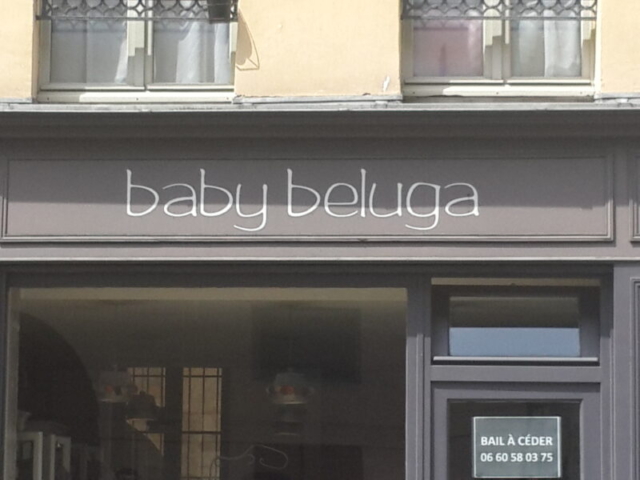 baby beluga
BAIL À CÉDER
06 60 58 03 75